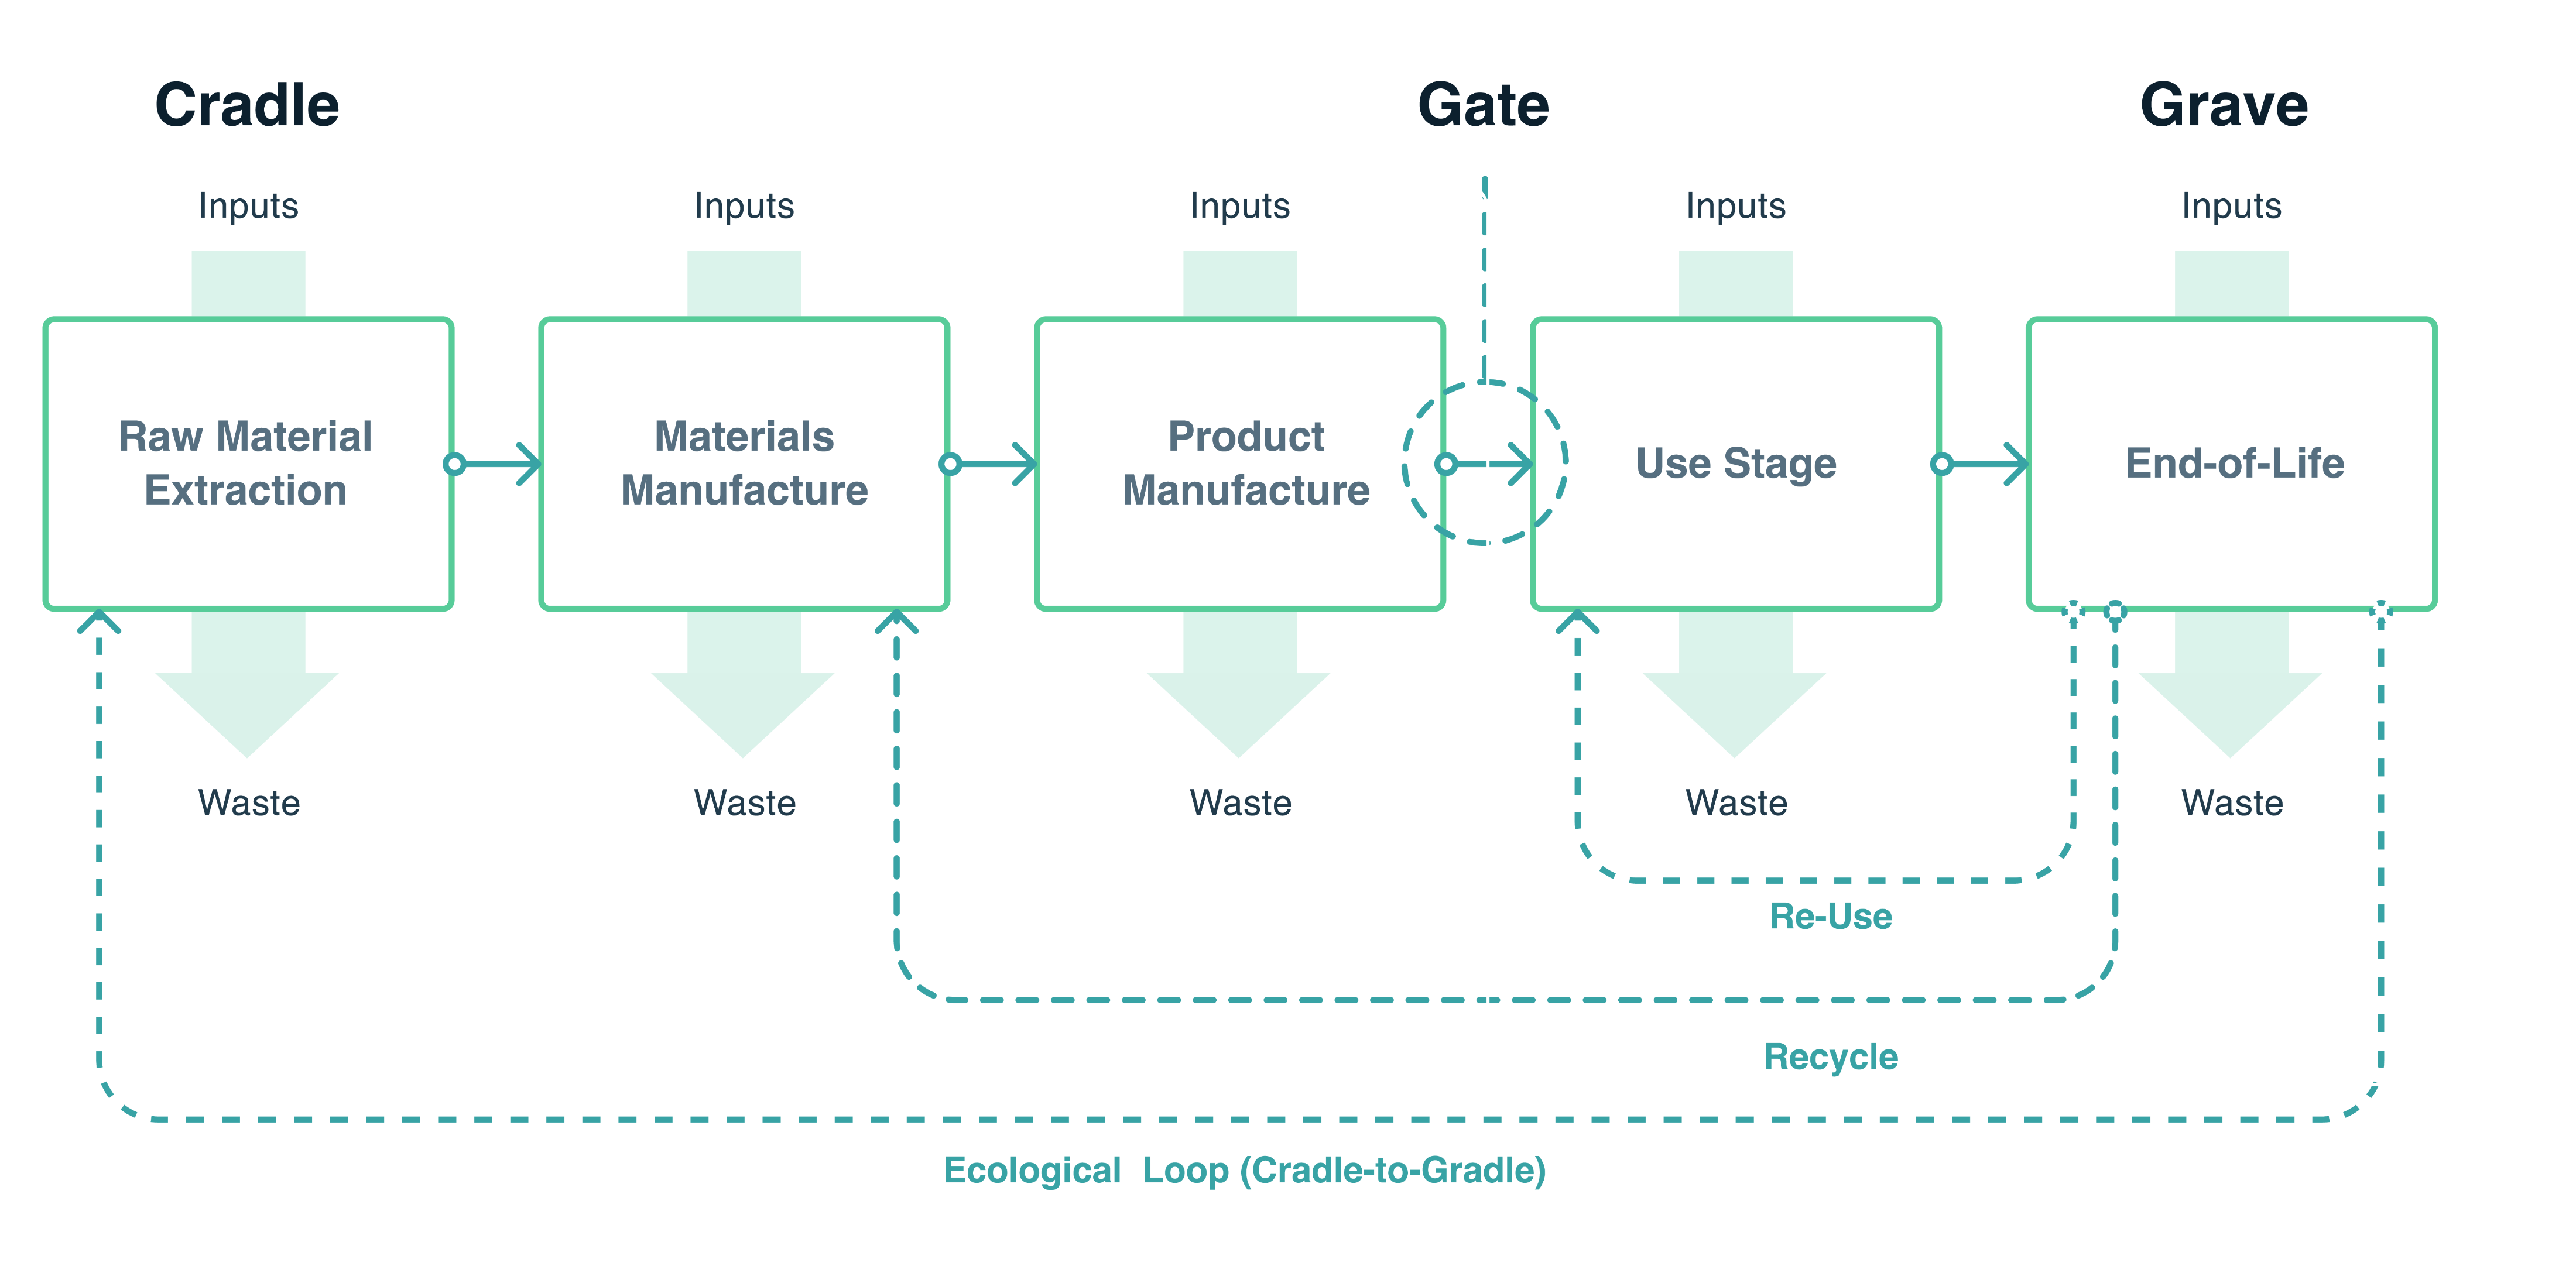 Cradle
Gate
Grave
Inputs
Inputs
Inputs
Inputs
Inputs
Raw Material
Extraction
Materials
Manufacture
Product
Manufacture
Use Stage
End-of-Life
Waste
Waste
Waste
Waste
Waste
Re-Use
Recycle
Ecological Loop (Cradle-to-Gradle)